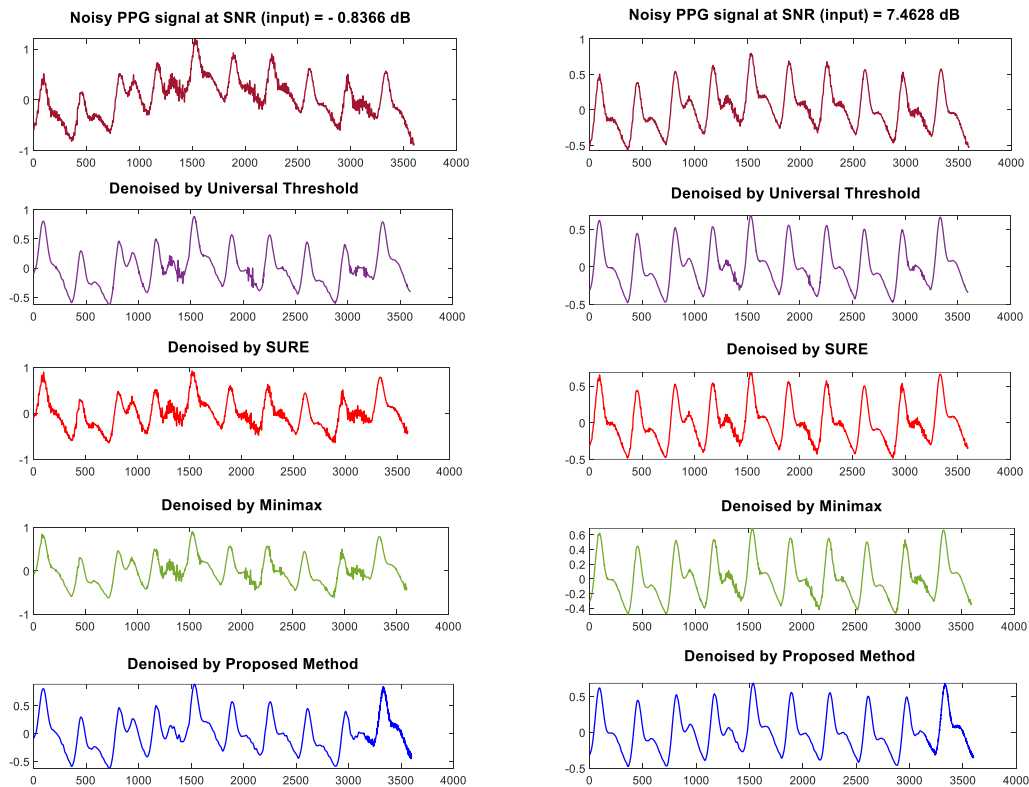 Noisy PPG signal at SNR (input) = - 0.8366 dB
1
0
-1
0 500 1000 1500 2000 2500 3000 3500 4000
Denoised by Universal Threshold
1
0.5
0
-0.5
0 500 1000 1500 2000 2500 3000 3500 4000
Denoised by SURE
1
0
-1
0 500 1000 1500 2000 2500 3000 3500 4000
Denoised by Minimax
1
0
-1
0 500 1000 1500 2000 2500 3000 3500 4000
Denoised by Proposed Method
0.5
0
-0.5
0 500 1000 1500 2000 2500 3000 3500 4000
Noisy PPG signal at SNR (input) = 7.4628 dB
1
0.5
0
-0.5
0 500 1000 1500 2000 2500 3000 3500 4000
Denoised by Universal Threshold
0.5
0
-0.5
0 500 1000 1500 2000 2500 3000 3500 4000
Denoised by SURE
0.5
0
-0.5
0 500 1000 1500 2000 2500 3000 3500 4000
Denoised by Minimax
0.6
0.4
0.2
0
-0.2
-0.4
0 500 1000 1500 2000 2500 3000 3500 4000
Denoised by Proposed Method
0.5
0
-0.5
0 500 1000 1500 2000 2500 3000 3500 4000